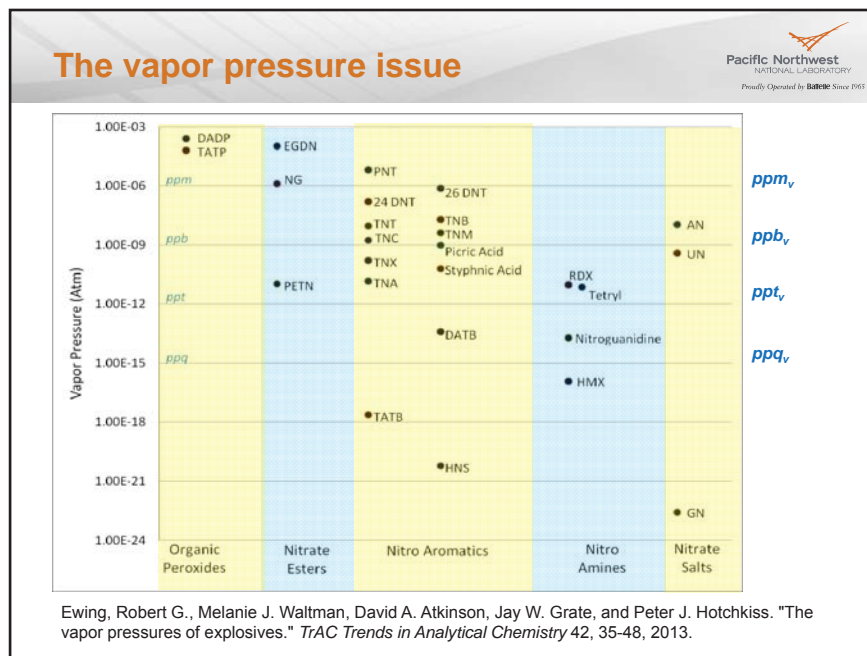 The vapor pressure issue
Pacific Northwest
NATIONAL LABORATORY
Proudly Operated by Battelle Since 1965
Vapor Pressure (Atm)
1.00E-03
1.00E-06
1.00E-09
1.00E-12
1.00E-15
1.00E-18
1.00E-21
1.00E-24
ppm
ppb
ppt
ppq
DADP
TATP
EGDN
NG
PETN
PNT
26 DNT
24 DNT
TNB
TNT
TNM
TNC
Picric Acid
TNX
Styphnic Acid
TNA
DATB
TATB
HNS
RDX
Tetryl
Nitroguanidine
HMX
AN
UN
GN
ppmv
ppbv
pptv
ppqv
Organic
Peroxides
Nitrate
Esters
Nitro Aromatics
Nitro
Amines
Nitrate
Salts
Ewing, Robert G., Melanie J. Waltman, David A. Atkinson, Jay W. Grate, and Peter J. Hotchkiss. "The
vapor pressures of explosives." TrAC Trends in Analytical Chemistry 42, 35-48, 2013.